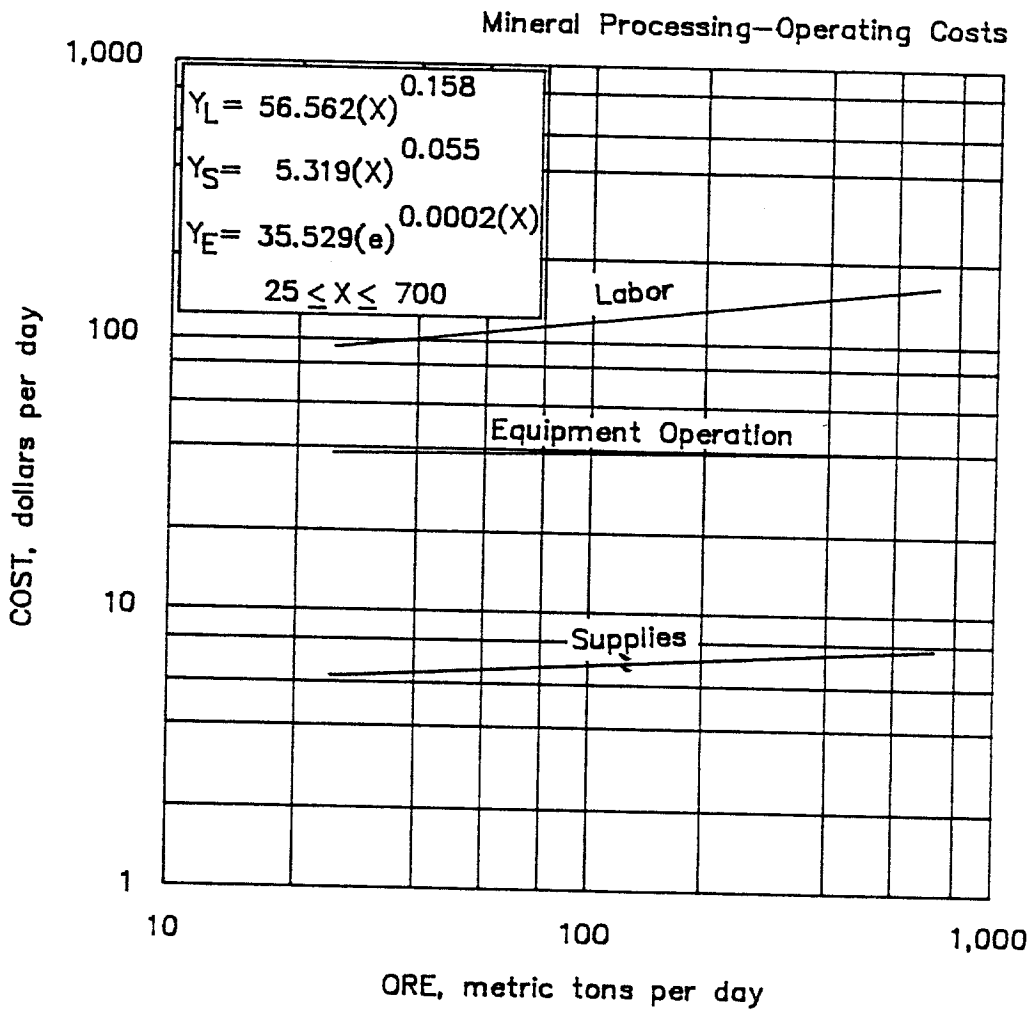 Mineral Processing—Operating Costs
1,000
Y_L= 56.562(X)^0.158
Y_S= 5.319(X)^0.055
Y_E= 35.529(e)^0.0002(X)
25 ≤ X ≤ 700
Labor
100
Equipment Operation
COST, dollars per day
10
Supplies
1
10 100 1,000
ORE, metric tons per day